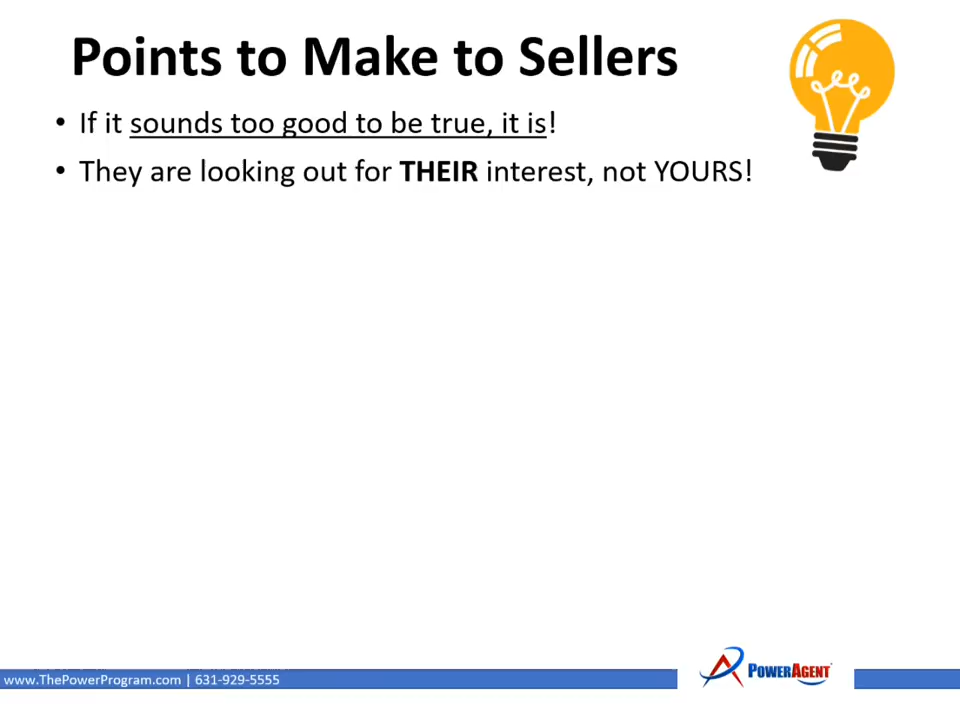 Points to Make to Sellers
• If it sounds too good to be true, it is!
• They are looking out for THEIR interest, not YOURS!
www.ThePowerProgram.com | 631-929-5555
POWERAGENT